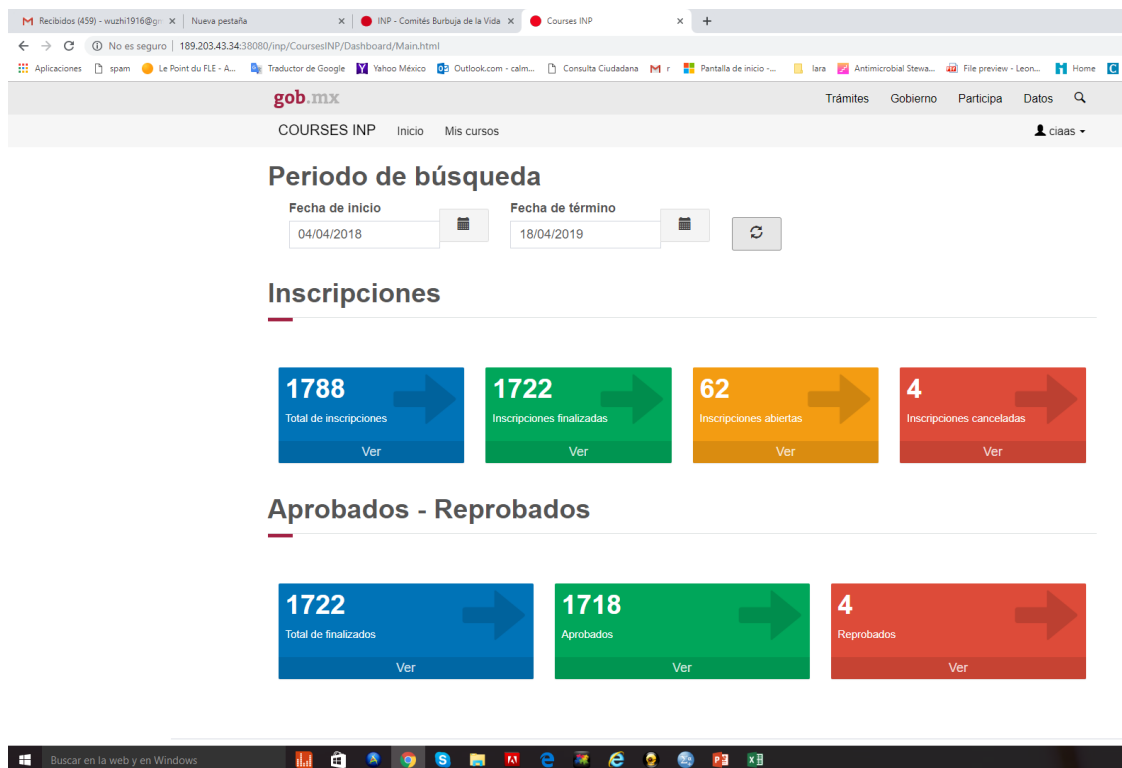 Recibidos (459) - wuzhi1916@gm
Nueva pestaña
INP - Comités Burbuja de la Vida
Courses INP
No es seguro | 189.203.43.34:38080/inp/CoursesINP/Dashboard/Main.html
Aplicaciones
spam
Le Point du FLE - A...
Traductor de Google
Yahoo México
Outlook.com - calm...
Consulta Ciudadana
r
Pantalla de inicio -...
lara
Antimicrobial Stewa...
File preview - Leon...
Home
gob.mx
Trámites Gobierno Participa Datos
COURSES INP Inicio Mis cursos
ciaas
Periodo de búsqueda
Fecha de inicio Fecha de término
04/04/2018 18/04/2019
Inscripciones
1788
Total de inscripciones
Ver
1722
Inscripciones finalizadas
Ver
62
Inscripciones abiertas
Ver
4
Inscripciones canceladas
Ver
Aprobados - Reprobados
1722
Total de finalizados
Ver
1718
Aprobados
Ver
4
Reprobados
Ver
Buscar en la web y en Windows